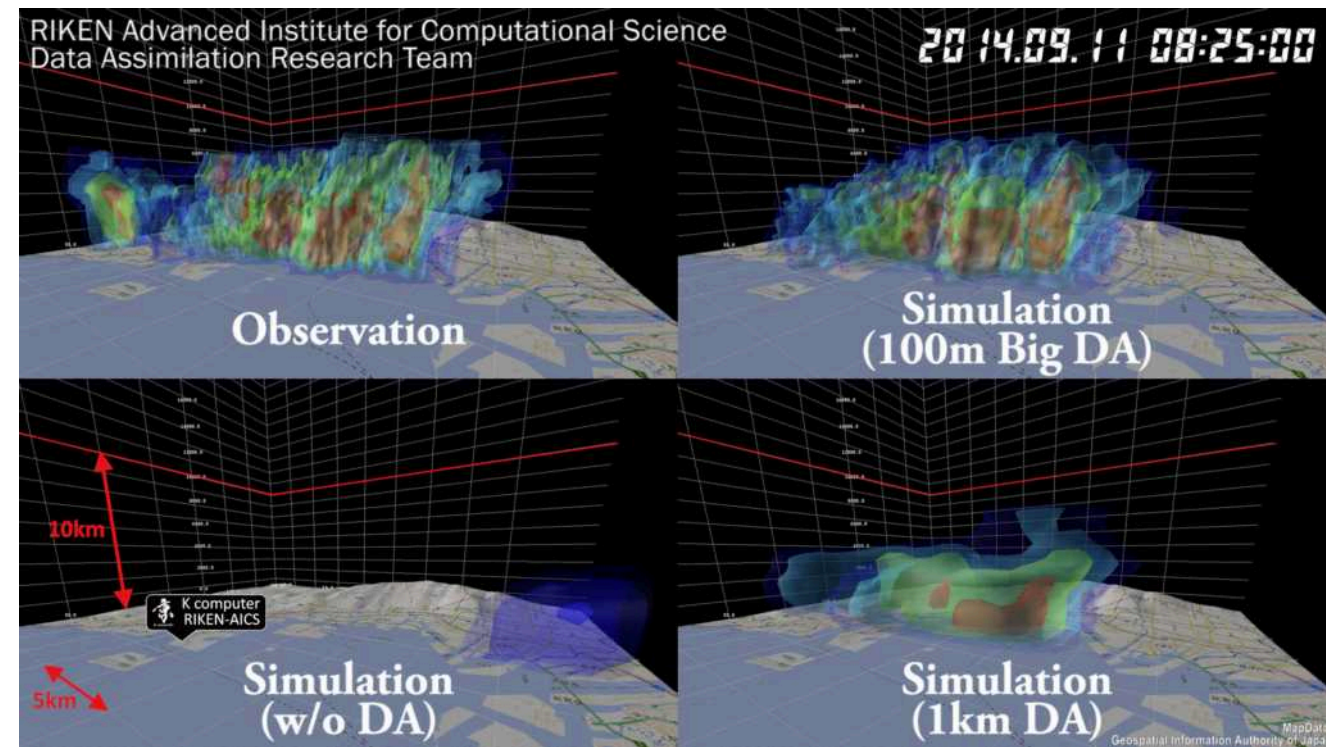 RIKEN Advanced Institute for Computational Science
Data Assimilation Research Team
2014.09.11 08:25:00
Observation
Simulation
(100m Big DA)
10km
K computer
RIKEN-AICS
5km
Simulation
(w/o DA)
Simulation
(1km DA)
MapData
Geospatial Information Authority of Japa